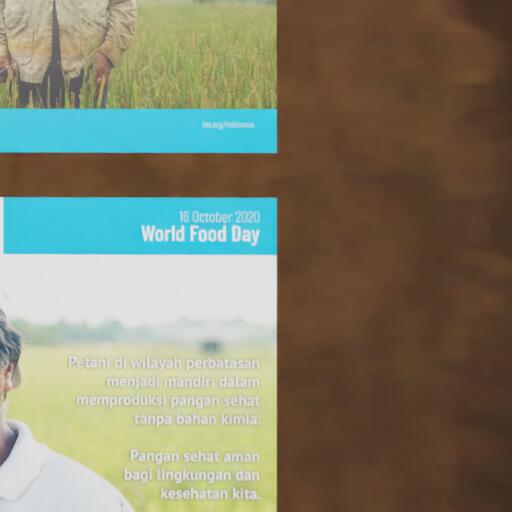 fao.org/indonesia
16 October 2020
World Food Day
Petani di wilayah perbatasan
menjadi mandiri dalam
memproduksi pangan sehat
tanpa bahan kimia.
Pangan sehat aman
bagi lingkungan dan
kesehatan kita.